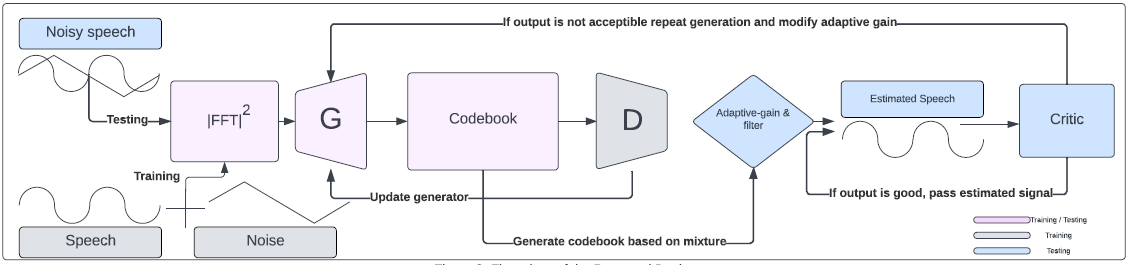 If output is not acceptible repeat generation and modify adaptive gain
Noisy speech
Testing
|FFT|2
G
Codebook
D
Adaptive-gain &
filter
Estimated Speech
Critic
Training
Update generator
If output is good, pass estimated signal
Speech
Noise
Generate codebook based on mixture
Training / Testing
Training
Testing